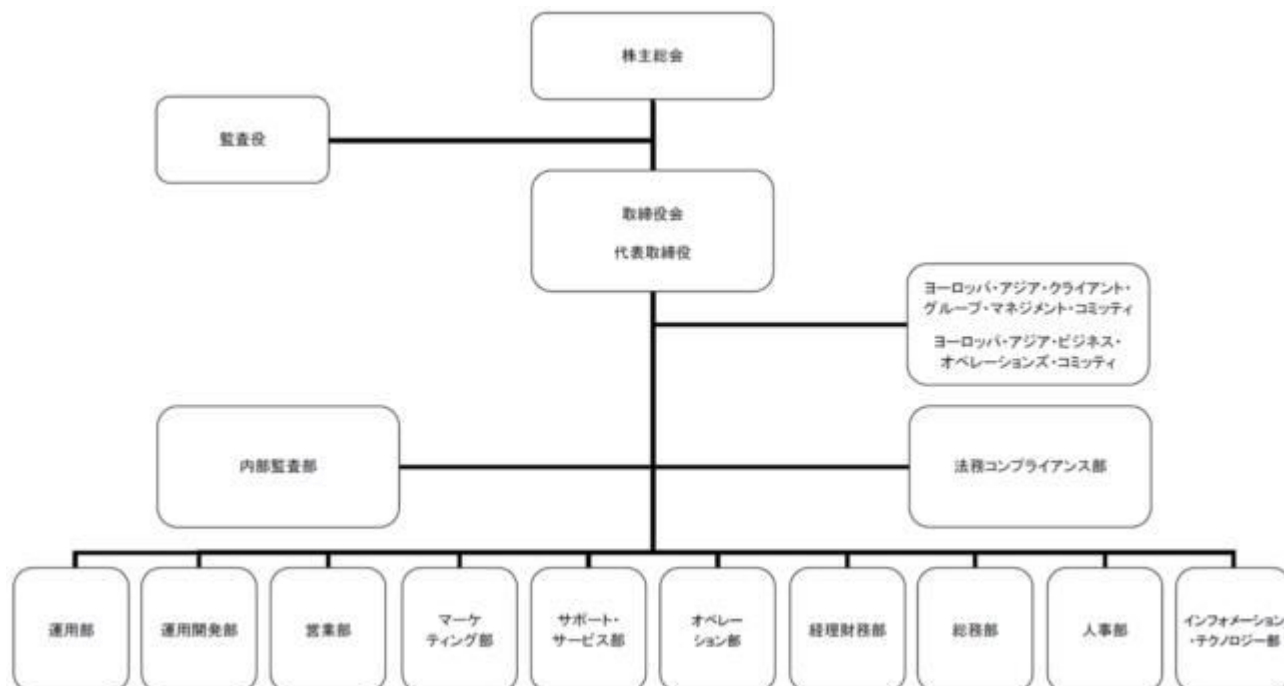 株主総会
監査役
取締役会
代表取締役
ヨーロッパ・アジア・クライアント・
グループ・マネジメント・コミッティ
ヨーロッパ・アジア・ビジネス・
オペレーションズ・コミッティ
内部監査部
法務コンプライアンス部
運用部
運用開発部
営業部
マーケ
ティング部
サポート・
サービス部
オペレー
ション部
経理財務部
総務部
人事部
インフォメーション
・テクノロジー部